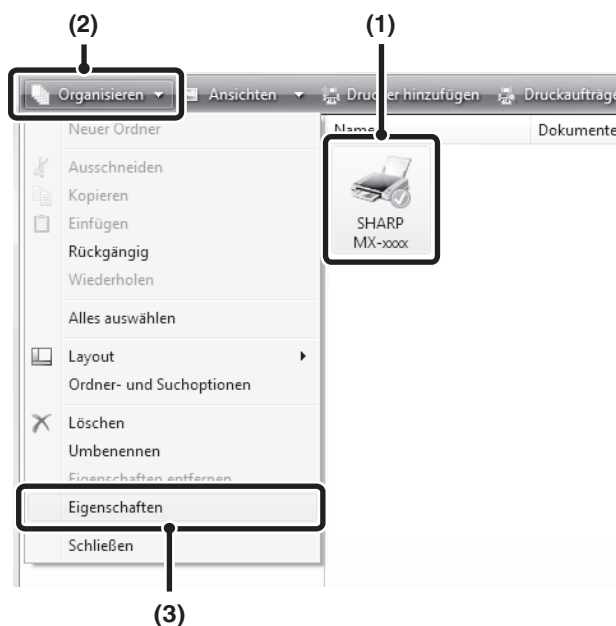 (2) (1)
Organisieren Ansichten Drucker hinzufügen Druckaufträge
Neuer Ordner Name Dokumente
Ausschneiden
Kopieren
Einfügen
SHARP
MX-xxxx
Rückgängig
Wiederholen
Alles auswählen
Layout
Ordner- und Suchoptionen
Löschen
Umbenennen
Eigenschaften entfernen
Eigenschaften
Schließen
(3)